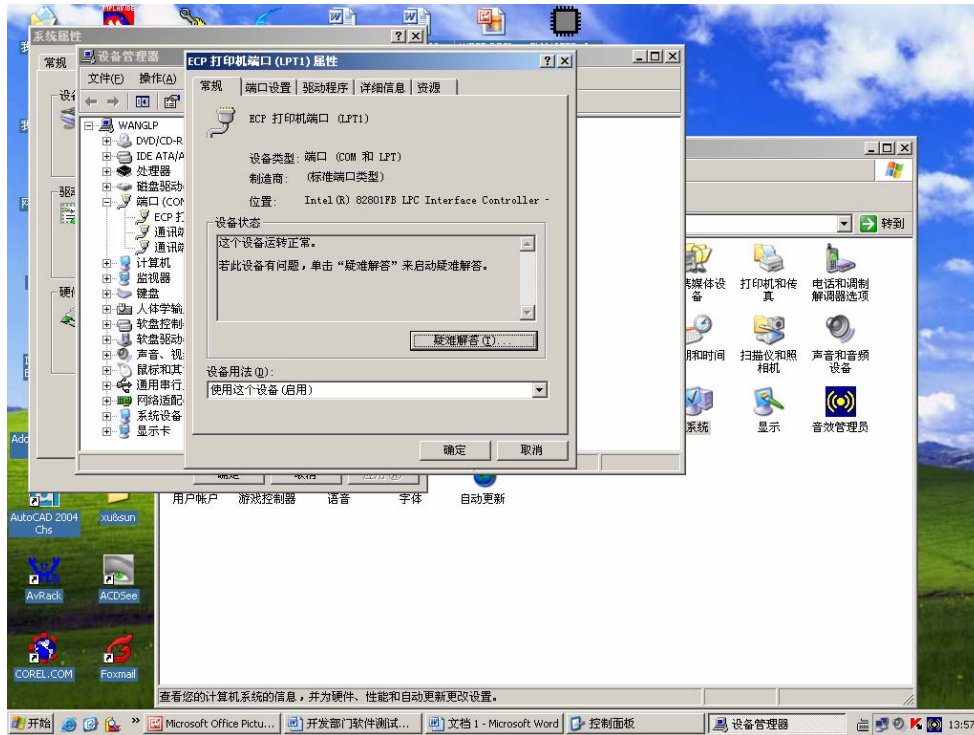 系统属性
常规
设备管理器
文件(F) 操作(A)
WANGLP
DVD/CD-R
IDE ATA/A
处理器
磁盘驱动
端口 (COM
ECP 打
通讯端
通讯端
计算机
监视器
键盘
人体学输
软盘控制
软盘驱动
声音、视
鼠标和其
通用串行
网络适配
系统设备
显示卡
ECP 打印机端口 (LPT1) 属性
常规 端口设置 驱动程序 详细信息 资源
ECP 打印机端口 (LPT1)
设备类型: 端口 (COM 和 LPT)
制造商: (标准端口类型)
位置: Intel(R) 82801FB LPC Interface Controller -
设备状态
这个设备运转正常。
若此设备有问题，单击“疑难解答”来启动疑难解答。
疑难解答(T)...
设备用法(D):
使用这个设备(启用)
确定 取消
转到
打印机和传真
电话和调制解调器选项
扫描仪和照相机
声音和音频设备
系统
显示
音效管理员
用户帐户 游戏控制器 语音 字体 自动更新
AutoCAD 2004 Chs
xu&sun
AvRack
ACDSee
COREL.COM
Foxmail
查看您的计算机系统的信息，并为硬件、性能和自动更新更改设置。
开始 Microsoft Office Pictu... 开发部门软件测试... 文档 1 - Microsoft Word 控制面板 设备管理器 13:57